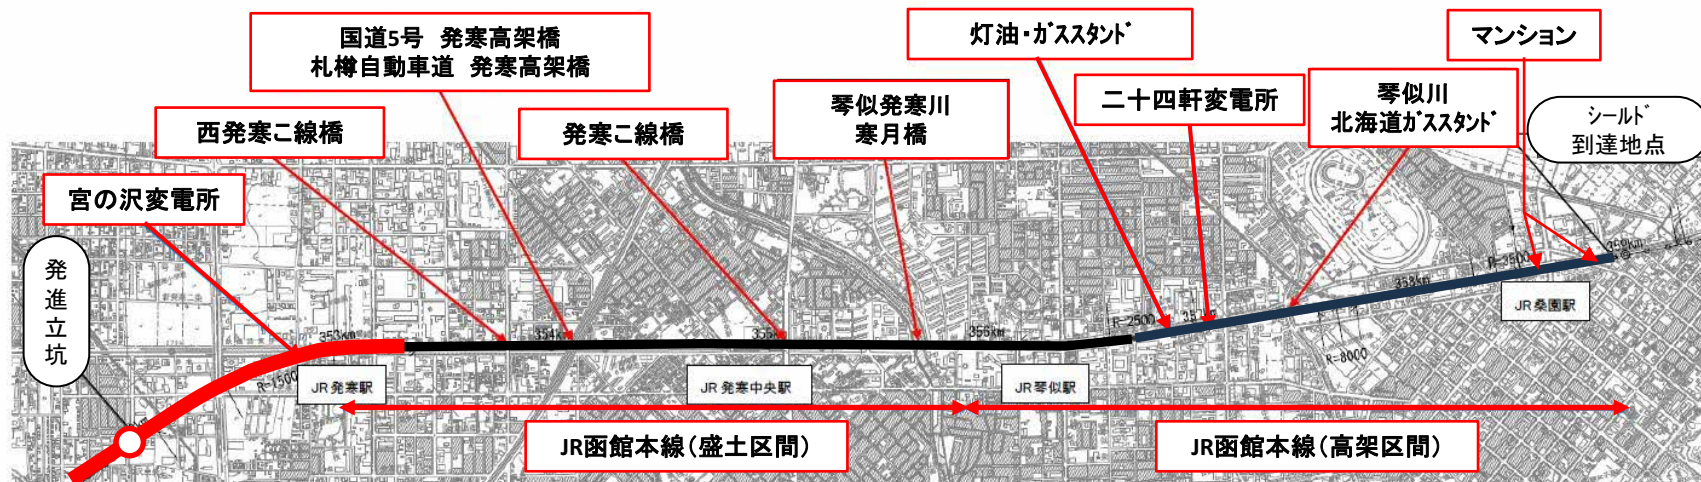 国道5号 発寒高架橋
札樽自動車道 発寒高架橋
灯油・ガススタンド
マンション
西発寒こ線橋
発寒こ線橋
琴似発寒川
寒月橋
二十四軒変電所
琴似川
北海道ガススタンド
シールド
到達地点
宮の沢変電所
発進立坑
353km
354km
355km
356km
R=2500
358km
R=3500
359km
R=1500
R=8000
JR発寒駅
JR発寒中央駅
JR琴似駅
JR桑園駅
JR函館本線(盛土区間)
JR函館本線(高架区間)